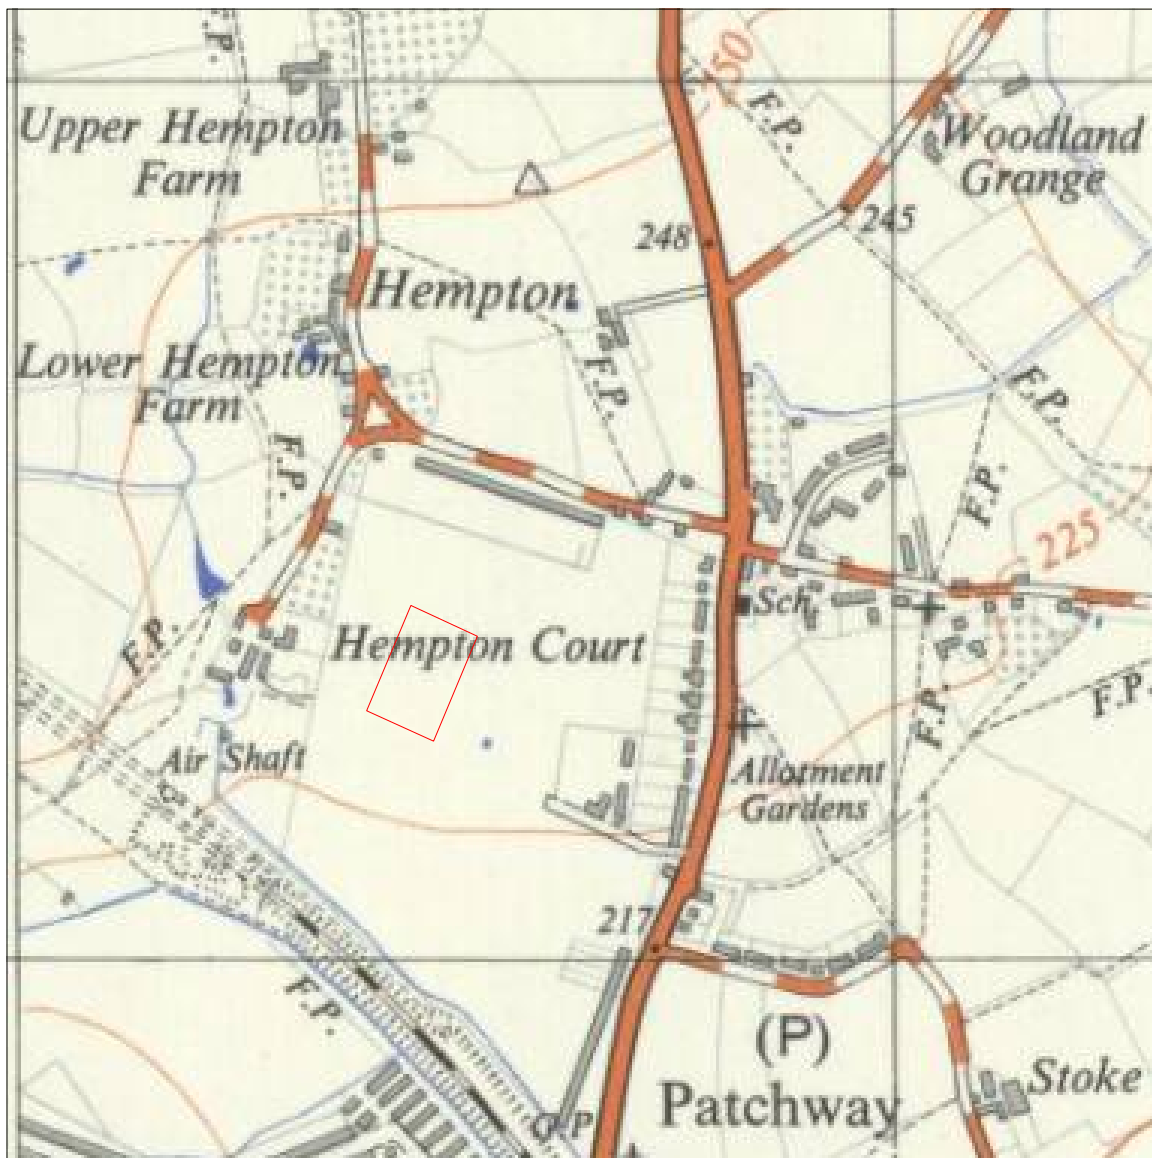 F.P.
250
F.P.
Upper Hempton
Farm
Woodland
Grange
248
245
Hempton
Lower Hempton
Farm
F.P.
F.P.
F.P.
F.P.
225
Sch.
F.P.
Hempton Court
F.P.
F.P.
Air Shaft
Allotment
Gardens
217
F.P.
(P)
Patchway
Stoke
P